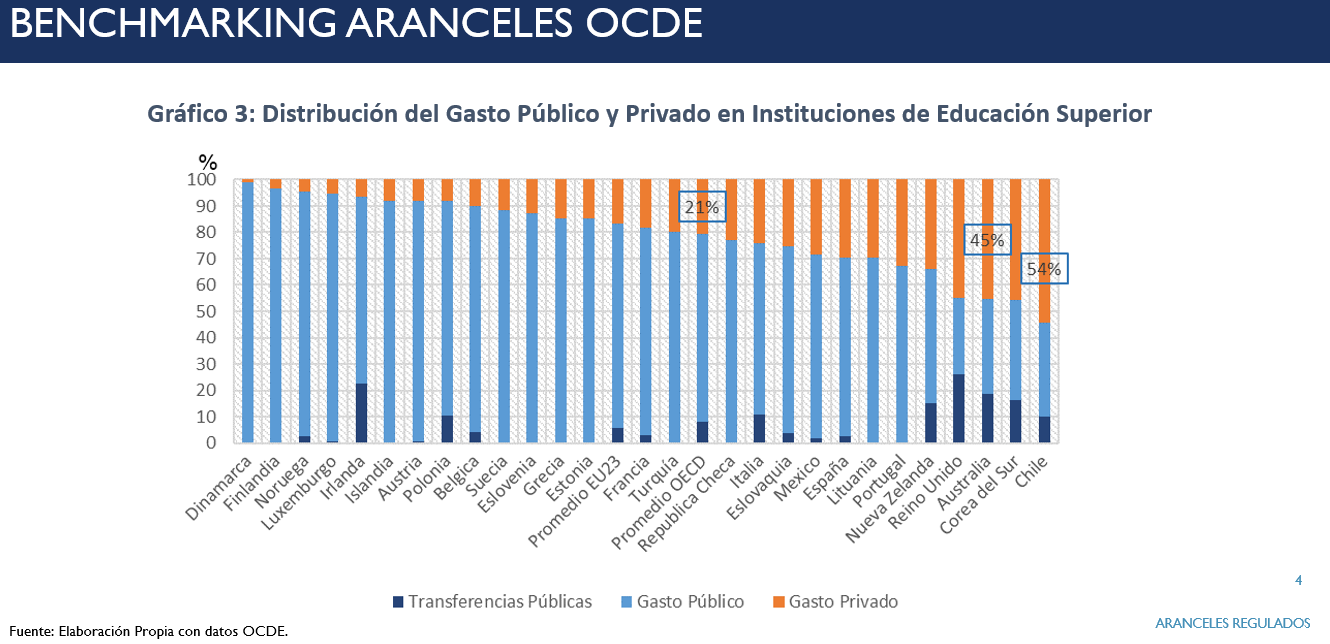 BENCHMARKING ARANCELES OCDE
Gráfico 3: Distribución del Gasto Público y Privado en Instituciones de Educación Superior
%
100
90
80
70
60
50
40
30
20
10
0
21%
45%
54%
Dinamarca
Finlandia
Noruega
Luxemburgo
Irlanda
Islandia
Austria
Polonia
Belgica
Suecia
Eslovenia
Grecia
Estonia
Promedio EU23
Francia
Turquía
Promedio OECD
Republica Checa
Italia
Eslovaquia
Mexico
España
Lituania
Portugal
Nueva Zelanda
Reino Unido
Australia
Corea del Sur
Chile
Transferencias Públicas
Gasto Público
Gasto Privado
4
ARANCELES REGULADOS
Fuente: Elaboración Propia con datos OCDE.